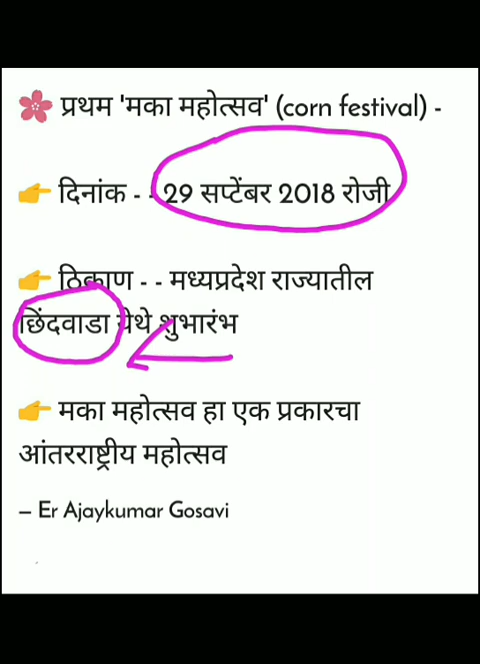 🌸 प्रथम 'मका महोत्सव' (corn festival) -
👉 दिनांक - - 29 सप्टेंबर 2018 रोजी
👉 ठिकाण - - मध्यप्रदेश राज्यातील
छिंदवाडा येथे शुभारंभ
👉 मका महोत्सव हा एक प्रकारचा
आंतरराष्ट्रीय महोत्सव
– Er Ajaykumar Gosavi